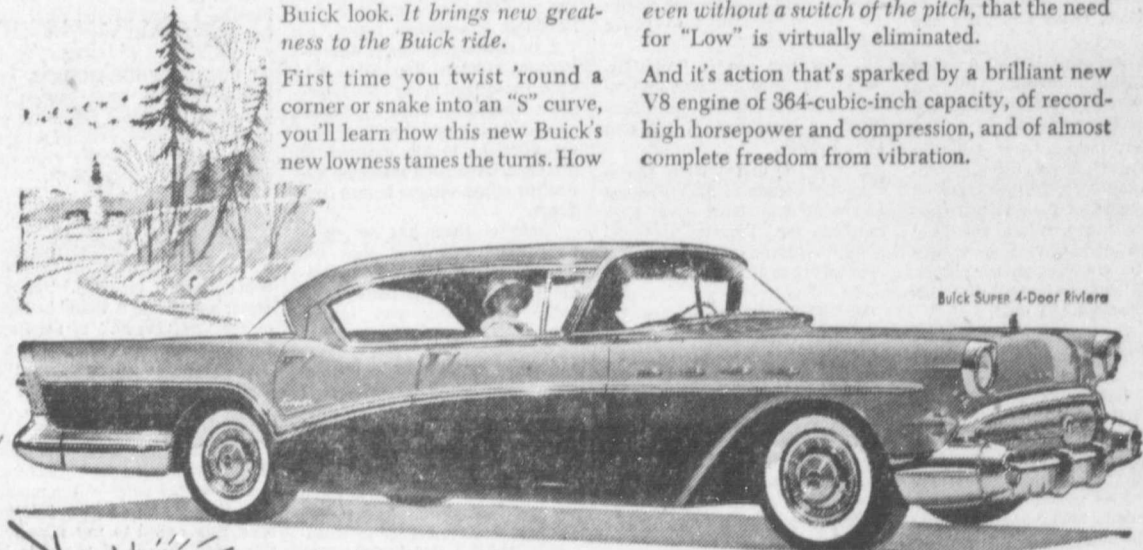 Buick look. It brings new great-
ness to the Buick ride.
First time you twist 'round a
corner or snake into an "S" curve,
you'll learn how this new Buick's
new lowness tames the turns. How
even without a switch of the pitch, that the need
for "Low" is virtually eliminated.
And it's action that's sparked by a brilliant new
V8 engine of 364-cubic-inch capacity, of record-
high horsepower and compression, and of almost
complete freedom from vibration.
Buick SUPER 4-Door Riviera